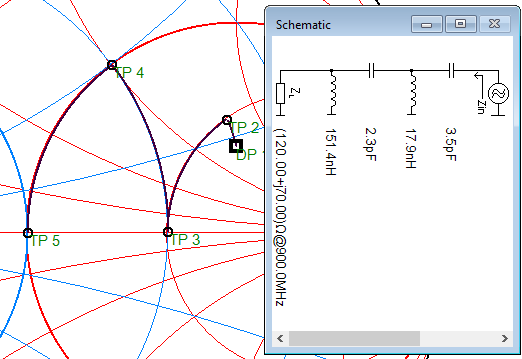 Schematic
TP 4
TP 2
DP
TP 5
TP 3
ZL
Zin
(120.00+j70.00)Ω@900.0MHz
151.4nH
2.3pF
17.9nH
3.5pF